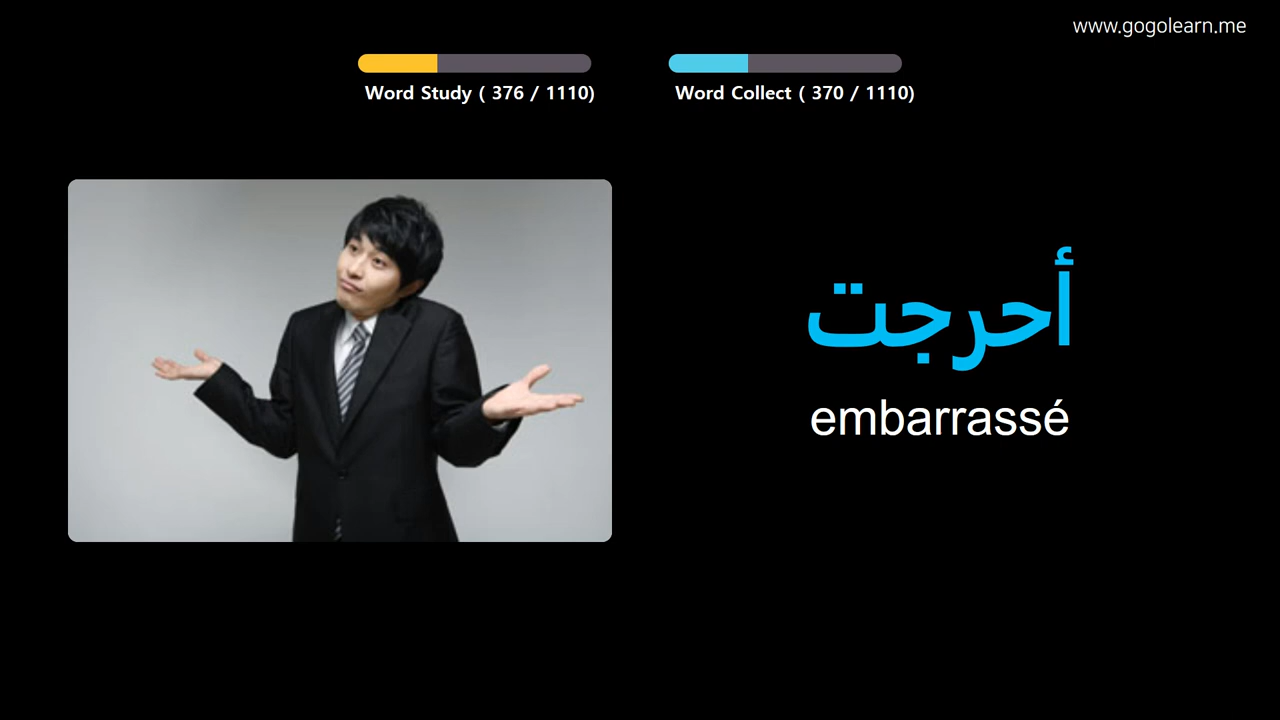 www.gogolearn.me
Word Study ( 376 / 1110)
Word Collect ( 370 / 1110)
أحرجت
embarrassé